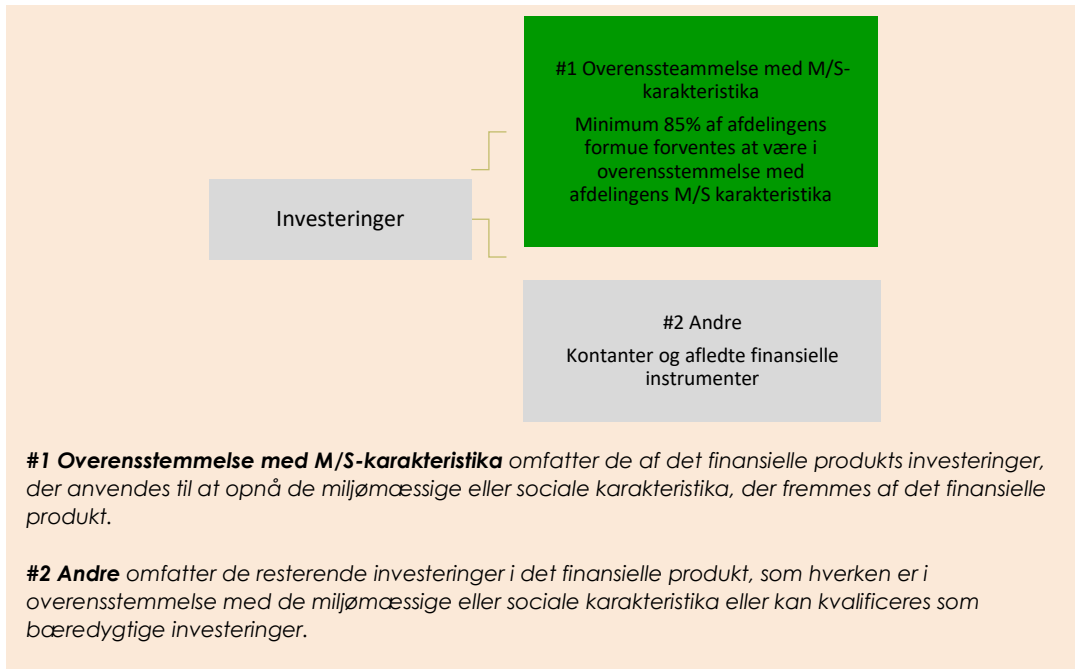 #1 Overenssteammelse med M/S-
karakteristika
Minimum 85% af afdelingens
formue forventes at være i
overensstemmelse med
afdelingens M/S karakteristika
Investeringer
#2 Andre
Kontanter og afledte finansielle
instrumenter
#1 Overensstemmelse med M/S-karakteristika omfatter de af det finansielle produkts investeringer,
der anvendes til at opnå de miljømæssige eller sociale karakteristika, der fremmes af det finansielle
produkt.
#2 Andre omfatter de resterende investeringer i det finansielle produkt, som hverken er i
overensstemmelse med de miljømæssige eller sociale karakteristika eller kan kvalificeres som
bæredygtige investeringer.